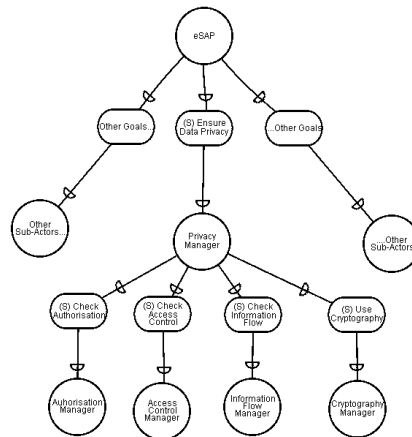 eSAP
Other Goals...
(S) Ensure
Data Privacy
....Other Goals
Other
Sub-Actors...
Privacy
Manager
....Other
Sub-Actors
(S) Check
Authorisation
(S) Check
Access
Control
(S) Check
Information
Flow
(S) Use
Cryptography
Auhorisation
Manager
Access
Control
Manager
Information
Flow
Manager
Cryptography
Manager